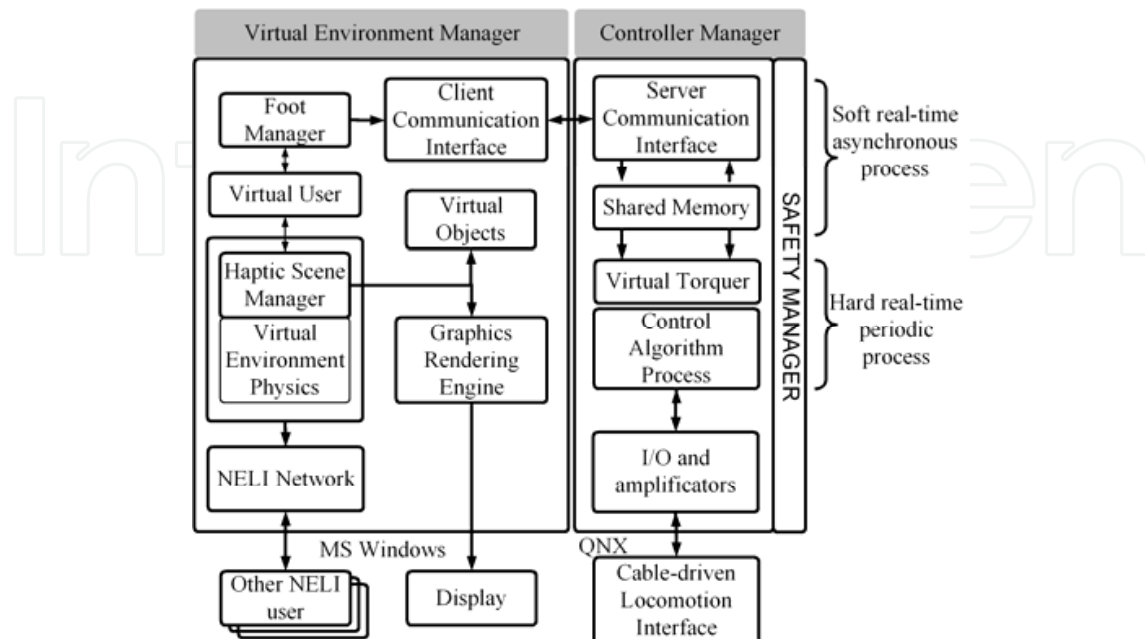 Virtual Environment Manager
Controller Manager
Foot
Manager
Client
Communication
Interface
Server
Communication
Interface
Soft real-time
asynchronous
process
Virtual User
Virtual
Objects
Shared Memory
SAFETY MANAGER
Haptic Scene
Manager
Virtual
Environment
Physics
Graphics
Rendering
Engine
Virtual Torquer
Control
Algorithm
Process
Hard real-time
periodic
process
NELI Network
I/O and
amplificators
MS Windows
QNX
Other NELI
user
Display
Cable-driven
Locomotion
Interface